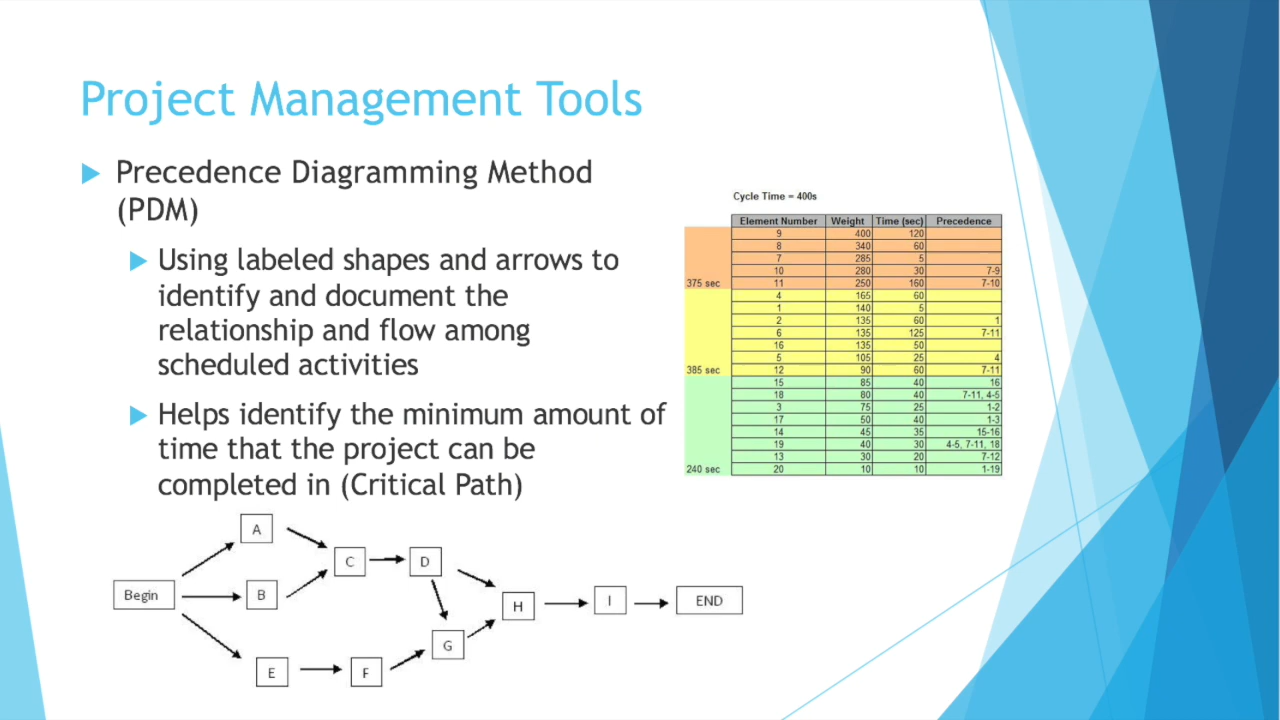 Project Management Tools
Precedence Diagramming Method
(PDM)
Using labeled shapes and arrows to
identify and document the
relationship and flow among
scheduled activities
Helps identify the minimum amount of
time that the project can be
completed in (Critical Path)
Cycle Time = 400s
Element Number Weight Time (sec) Precedence
9 400 120
8 340 60
7 285 5
10 280 30 7-9
375 sec 11 250 160 7-10
4 165 60
1 140 5
2 135 60 1
6 135 125 7-11
16 135 50
5 105 25 4
385 sec 12 90 60 7-11
15 85 40 16
18 80 40 7-11, 4-5
3 75 25 1-2
17 50 40 1-3
14 45 35 15-16
19 40 30 4-5, 7-11, 18
13 30 20 7-12
240 sec 20 10 10 1-19
A
C
D
Begin
B
H
I
END
G
E
F